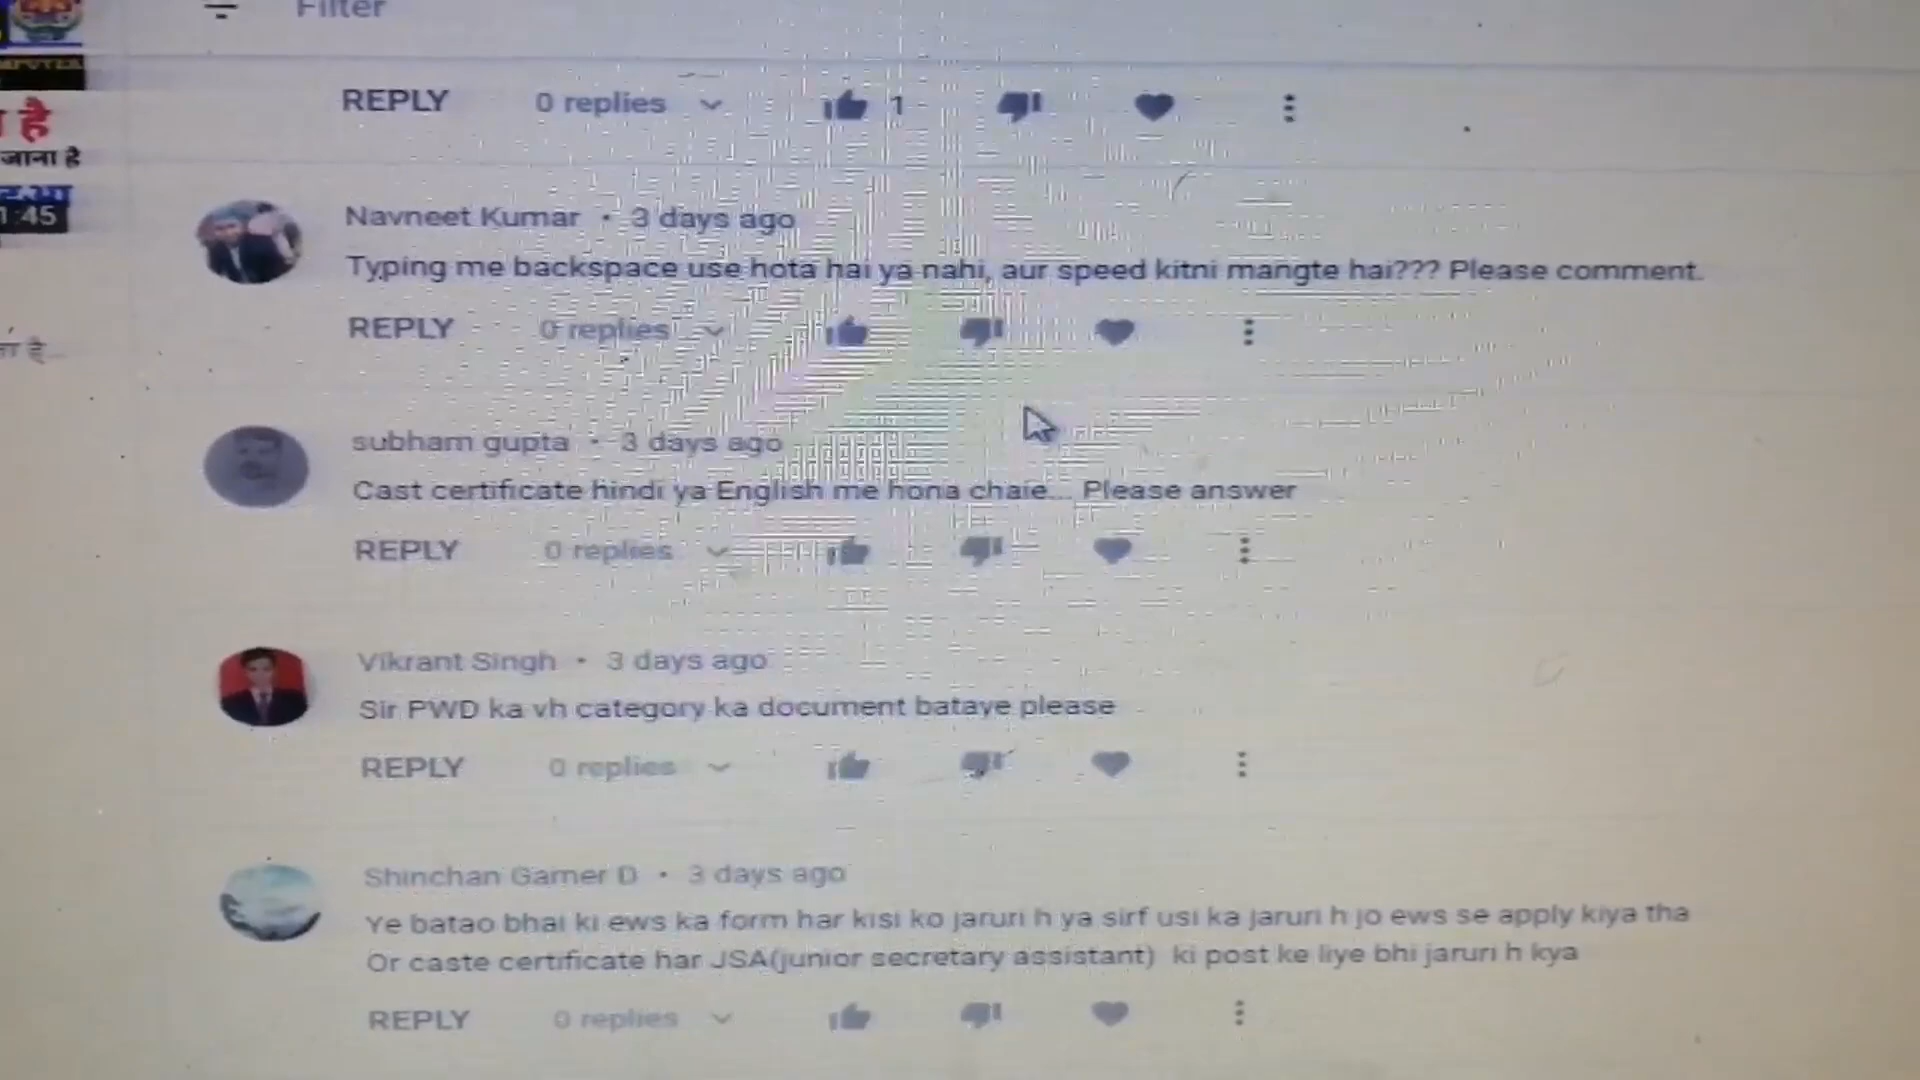 Filter
MPUTER
है
जाना है
1:45
REPLY 0 replies 1
Navneet Kumar • 3 days ago
Typing me backspace use hota hai ya nahi, aur speed kitni mangte hai??? Please comment.
REPLY 0 replies
subham gupta • 3 days ago
Cast certificate hindi ya English me hona chaie... Please answer
REPLY 0 replies
Vikrant Singh • 3 days ago
Sir PWD ka vh category ka document bataye please
REPLY 0 replies
Shinchan Gamer D • 3 days ago
Ye batao bhai ki ews ka form har kisi ko jaruri h ya sirf usi ka jaruri h jo ews se apply kiya tha
Or caste certificate har JSA(junior secretary assistant) ki post ke liye bhi jaruri h kya
REPLY 0 replies